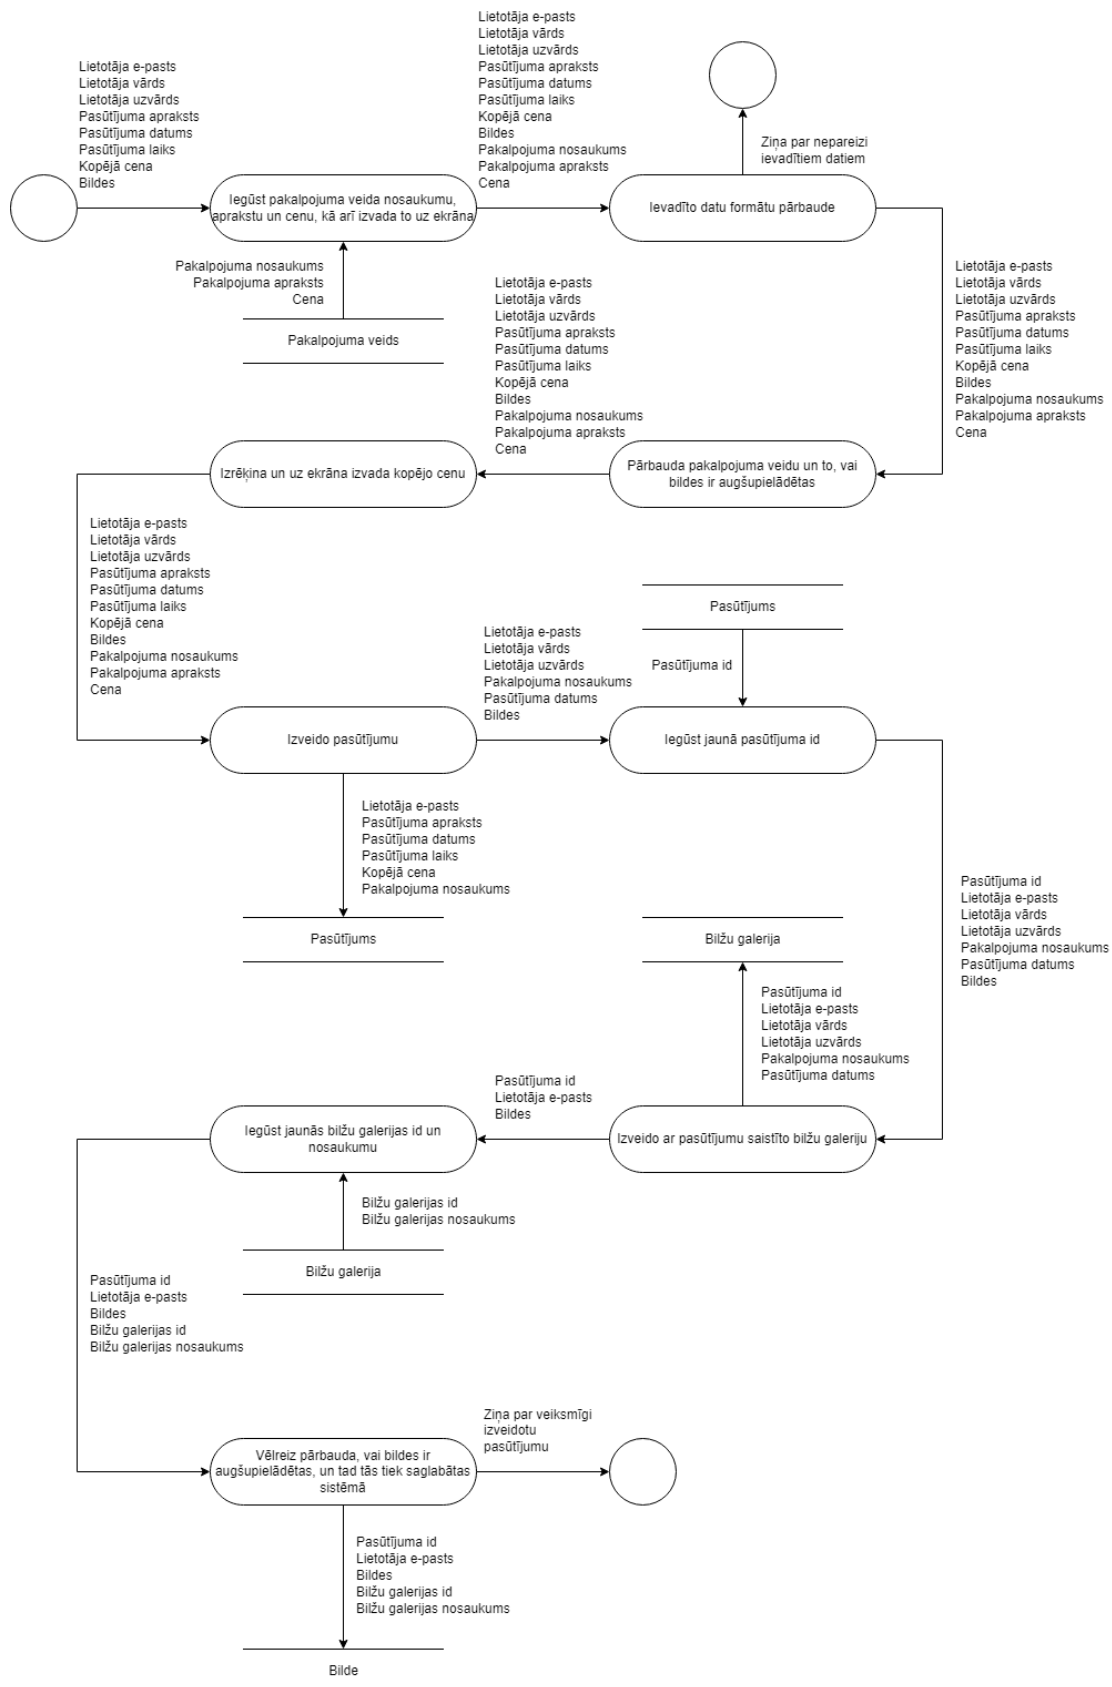 Lietotāja e-pasts
Lietotāja vārds
Lietotāja uzvārds
Pasūtījuma apraksts
Pasūtījuma datums
Pasūtījuma laiks
Kopējā cena
Bildes
Iegūst pakalpojuma veida nosaukumu,
aprakstu un cenu, kā arī izvada to uz ekrāna
Lietotāja e-pasts
Lietotāja vārds
Lietotāja uzvārds
Pasūtījuma apraksts
Pasūtījuma datums
Pasūtījuma laiks
Kopējā cena
Bildes
Pakalpojuma nosaukums
Pakalpojuma apraksts
Cena
Ziņa par nepareizi
ievadītiem datiem
Ievadīto datu formātu pārbaude
Pakalpojuma nosaukums
Pakalpojuma apraksts
Cena
Pakalpojuma veids
Lietotāja e-pasts
Lietotāja vārds
Lietotāja uzvārds
Pasūtījuma apraksts
Pasūtījuma datums
Pasūtījuma laiks
Kopējā cena
Bildes
Pakalpojuma nosaukums
Pakalpojuma apraksts
Cena
Pārbauda pakalpojuma veidu un to, vai
bildes ir augšupielādētas
Lietotāja e-pasts
Lietotāja vārds
Lietotāja uzvārds
Pasūtījuma apraksts
Pasūtījuma datums
Pasūtījuma laiks
Kopējā cena
Bildes
Pakalpojuma nosaukums
Pakalpojuma apraksts
Cena
Izrēķina un uz ekrāna izvada kopējo cenu
Lietotāja e-pasts
Lietotāja vārds
Lietotāja uzvārds
Pasūtījuma apraksts
Pasūtījuma datums
Pasūtījuma laiks
Kopējā cena
Bildes
Pakalpojuma nosaukums
Pakalpojuma apraksts
Cena
Izveido pasūtījumu
Lietotāja e-pasts
Lietotāja vārds
Lietotāja uzvārds
Pakalpojuma nosaukums
Pasūtījuma datums
Bildes
Pasūtījums
Pasūtījuma id
Iegūst jaunā pasūtījuma id
Lietotāja e-pasts
Pasūtījuma apraksts
Pasūtījuma datums
Pasūtījuma laiks
Kopējā cena
Pakalpojuma nosaukums
Pasūtījums
Pasūtījuma id
Lietotāja e-pasts
Lietotāja vārds
Lietotāja uzvārds
Pakalpojuma nosaukums
Pasūtījuma datums
Bildes
Bilžu galerija
Pasūtījuma id
Lietotāja e-pasts
Lietotāja vārds
Lietotāja uzvārds
Pakalpojuma nosaukums
Pasūtījuma datums
Izveido ar pasūtījumu saistīto bilžu galeriju
Pasūtījuma id
Lietotāja e-pasts
Bildes
Iegūst jaunās bilžu galerijas id un
nosaukumu
Bilžu galerijas id
Bilžu galerijas nosaukums
Bilžu galerija
Pasūtījuma id
Lietotāja e-pasts
Bildes
Bilžu galerijas id
Bilžu galerijas nosaukums
Vēlreiz pārbauda, vai bildes ir
augšupielādētas, un tad tās tiek saglabātas
sistēmā
Ziņa par veiksmīgi
izveidotu
pasūtījumu
Pasūtījuma id
Lietotāja e-pasts
Bildes
Bilžu galerijas id
Bilžu galerijas nosaukums
Bilde